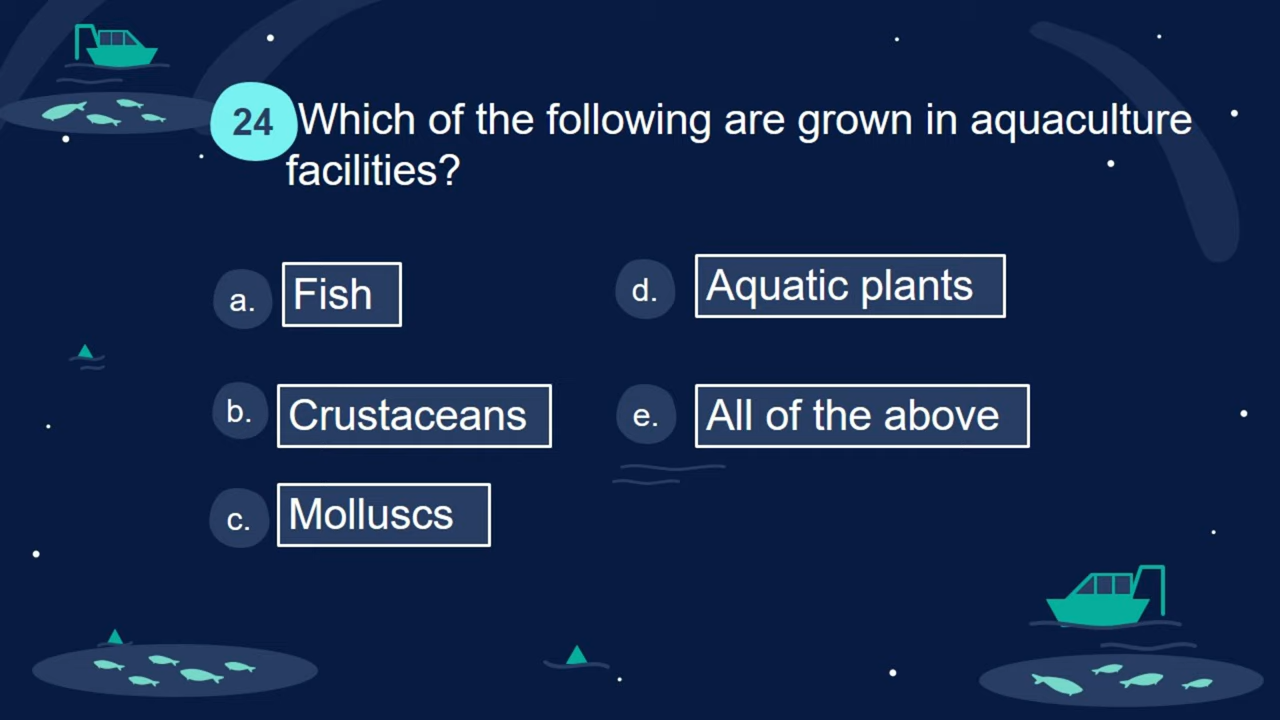 24 Which of the following are grown in aquaculture
facilities?
a. Fish
b. Crustaceans
c. Molluscs
d. Aquatic plants
e. All of the above